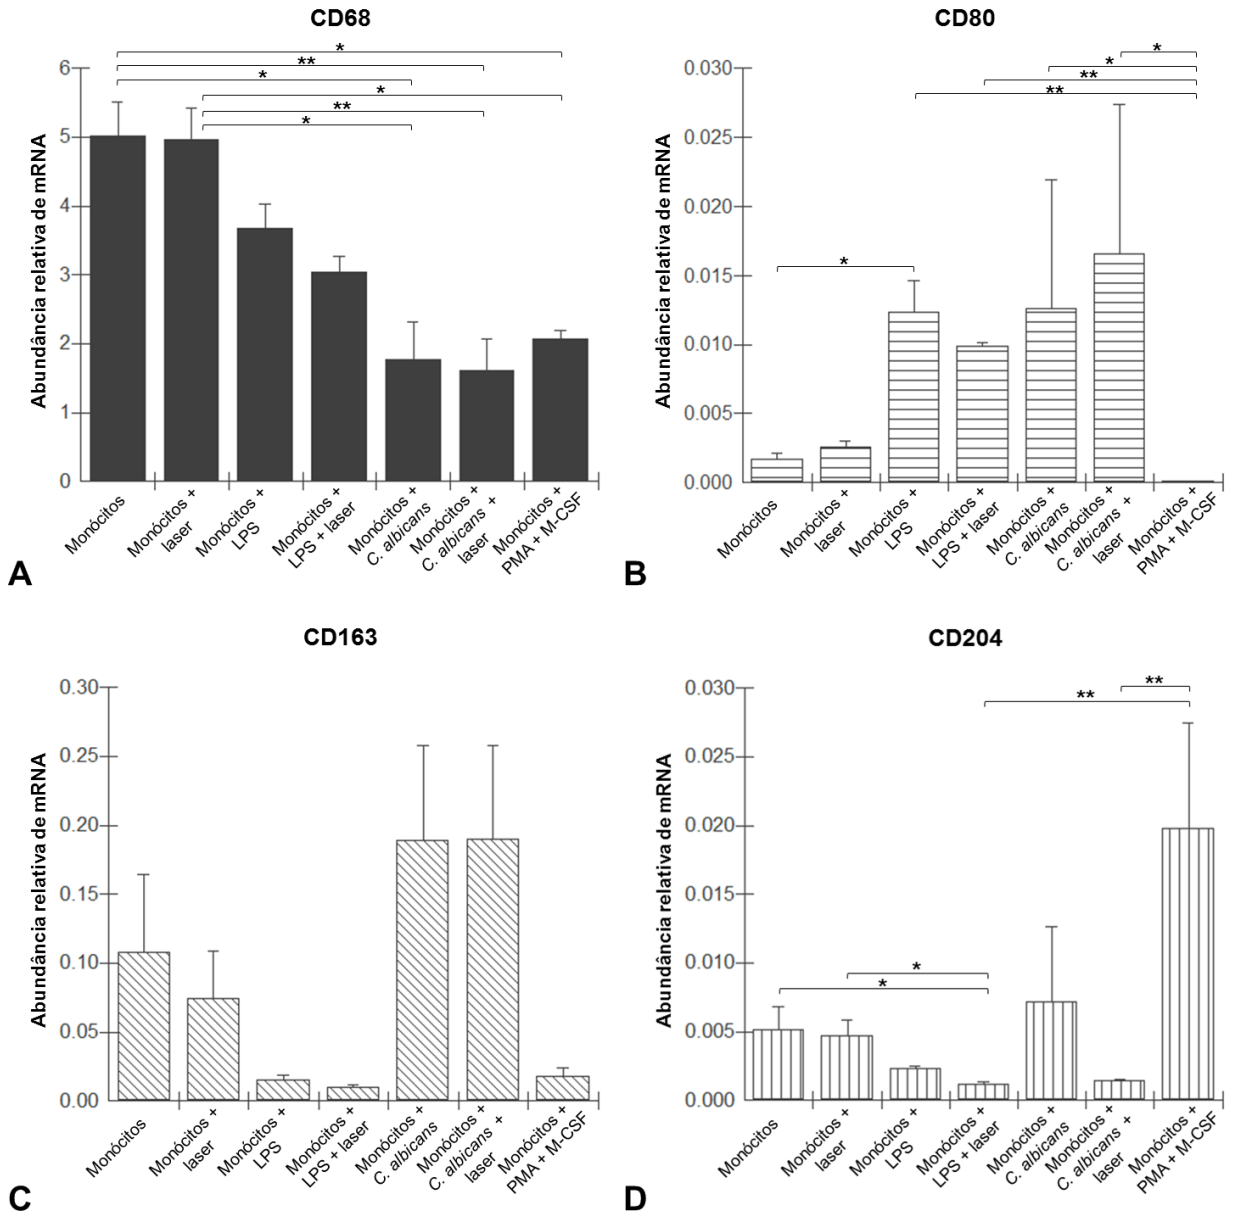 CD68
*
**
*
*
**
*
Abundância relativa de mRNA
6
5
4
3
2
1
0
Monócitos
Monócitos +
laser
Monócitos +
LPS
Monócitos +
LPS + laser
Monócitos +
C. albicans
Monócitos +
C. albicans +
laser
Monócitos +
PMA + M-CSF
A
CD80
*
*
**
**
*
Abundância relativa de mRNA
0.030
0.025
0.020
0.015
0.010
0.005
0.000
Monócitos
Monócitos +
laser
Monócitos +
LPS
Monócitos +
LPS + laser
Monócitos +
C. albicans
Monócitos +
C. albicans +
laser
Monócitos +
PMA + M-CSF
B
CD163
Abundância relativa de mRNA
0.30
0.25
0.20
0.15
0.10
0.05
0.00
Monócitos
Monócitos +
laser
Monócitos +
LPS
Monócitos +
LPS + laser
Monócitos +
C. albicans
Monócitos +
C. albicans +
laser
Monócitos +
PMA + M-CSF
C
CD204
**
**
*
*
Abundância relativa de mRNA
0.030
0.025
0.020
0.015
0.010
0.005
0.000
Monócitos
Monócitos +
laser
Monócitos +
LPS
Monócitos +
LPS + laser
Monócitos +
C. albicans
Monócitos +
C. albicans +
laser
Monócitos +
PMA + M-CSF
D